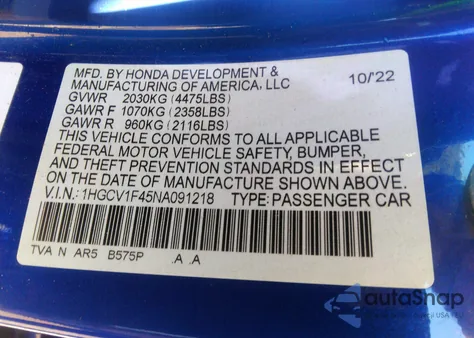 MFD. BY HONDA DEVELOPMENT &
MANUFACTURING OF AMERICA, LLC 10/22
GVWR 2030KG (4475LBS)
GAWR F 1070KG (2358LBS)
GAWR R 960KG (2116LBS)
THIS VEHICLE CONFORMS TO ALL APPLICABLE
FEDERAL MOTOR VEHICLE SAFETY, BUMPER,
AND THEFT PREVENTION STANDARDS IN EFFECT
ON THE DATE OF MANUFACTURE SHOWN ABOVE.
V.I.N.: 1HGCV1F45NA091218 TYPE: PASSENGER CAR
TVA N AR5 B575P .A .A
autoShap